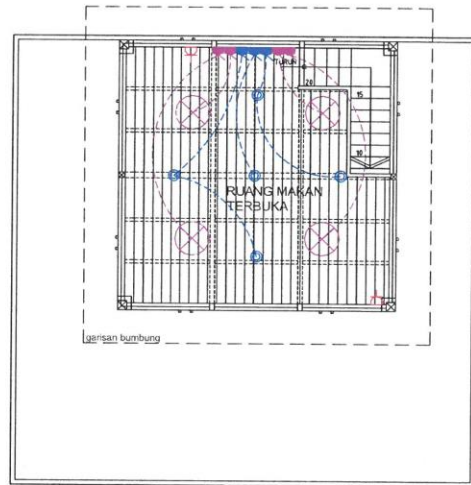 TURUN
20
15
10
RUANG MAKAN
TERBUKA
garisan bumbung